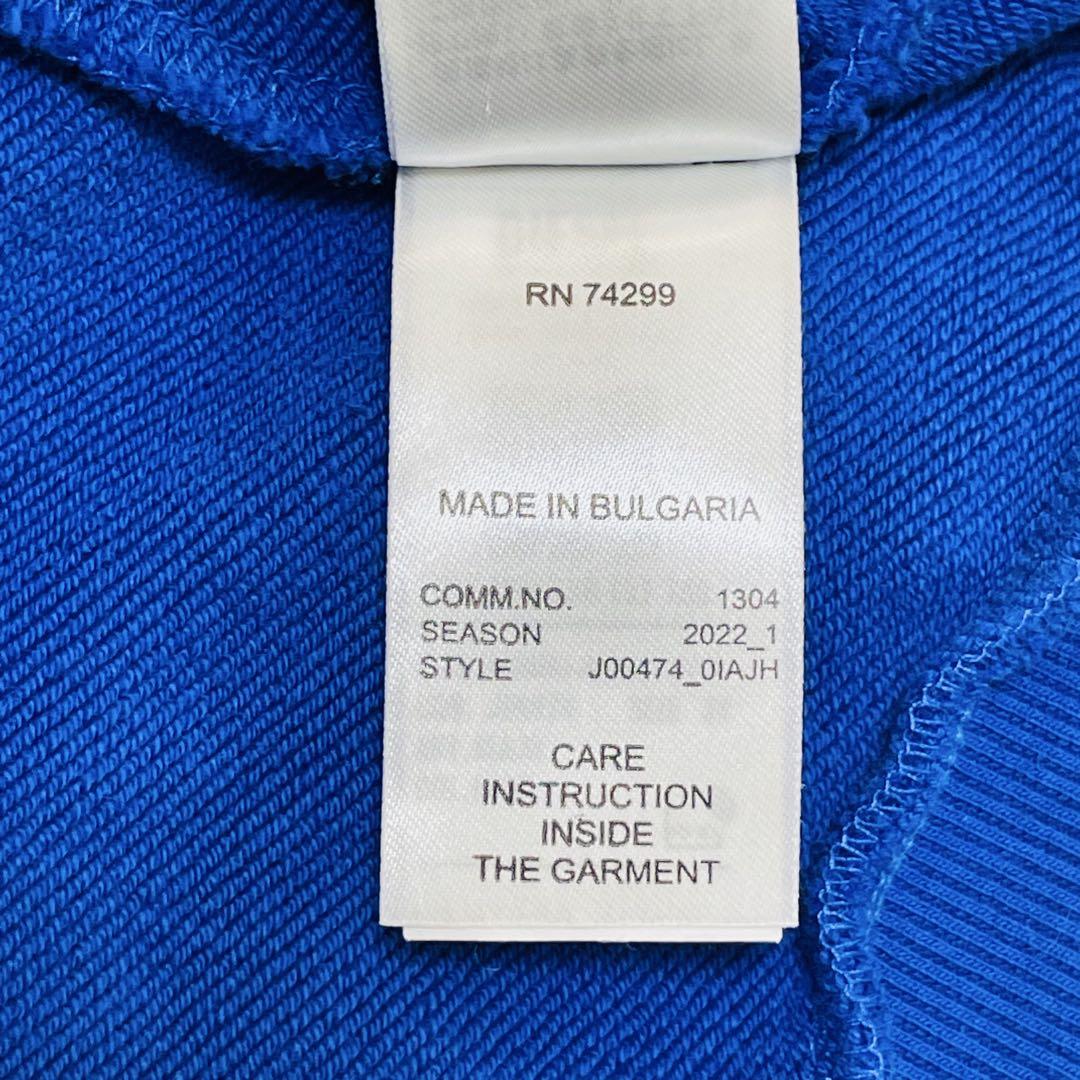 RN 74299
MADE IN BULGARIA
COMM.NO. 1304
SEASON 2022_1
STYLE J00474_0IAJH
CARE
INSTRUCTION
INSIDE
THE GARMENT